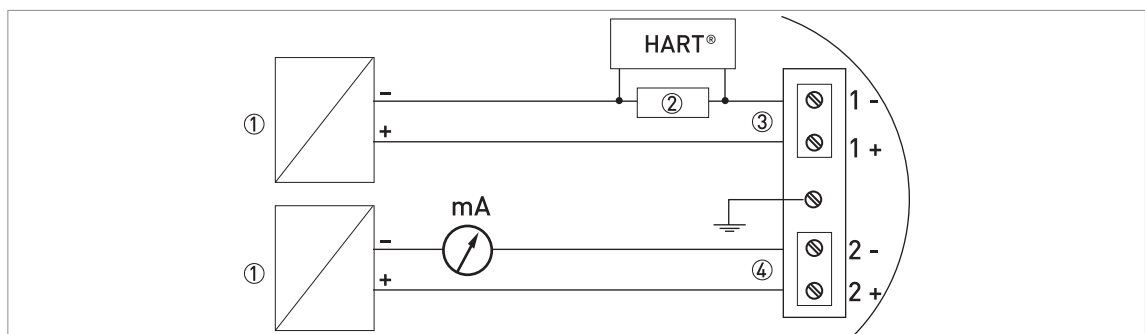 HART®
② 
① - 1 -
+ ③ 1 +
mA
① - 2 -
+ ④ 2 +